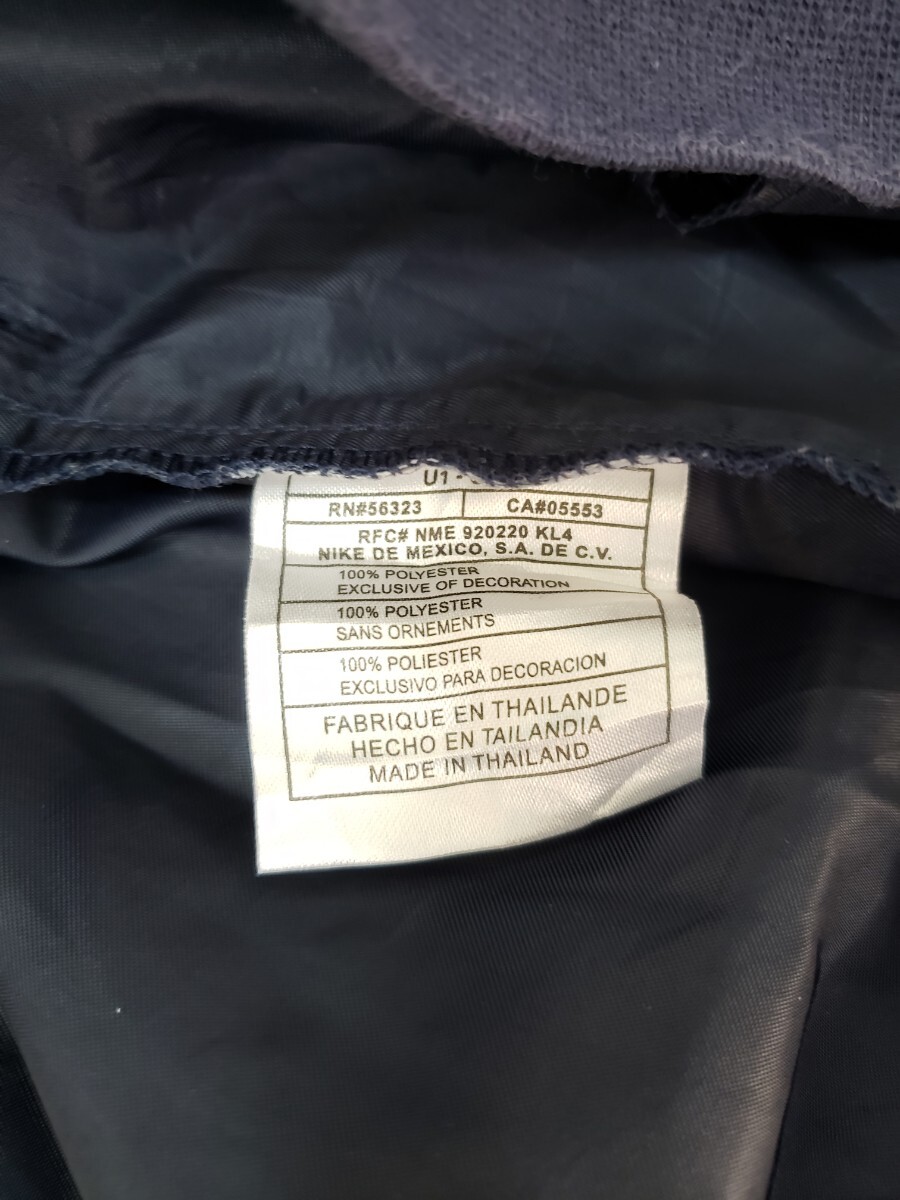 U1 -
RN#56323 CA#05553
RFC# NME 920220 KL4
NIKE DE MEXICO, S.A. DE C.V.
100% POLYESTER
EXCLUSIVE OF DECORATION
100% POLYESTER
SANS ORNEMENTS
100% POLIESTER
EXCLUSIVO PARA DECORACION
FABRIQUE EN THAILANDE
HECHO EN TAILANDIA
MADE IN THAILAND